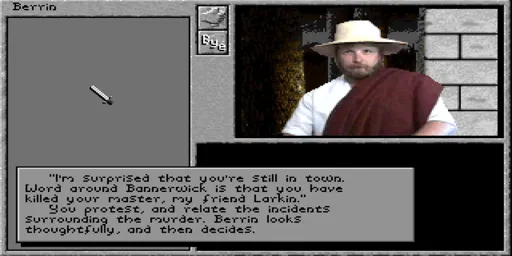 Berrin
Bye
"I'm surprised that you're still in town.
Word around Bannerwick is that you have
killed your master, my friend Larkin."
You protest, and relate the incidents
surrounding the murder. Berrin looks
thoughtfully, and then decides.